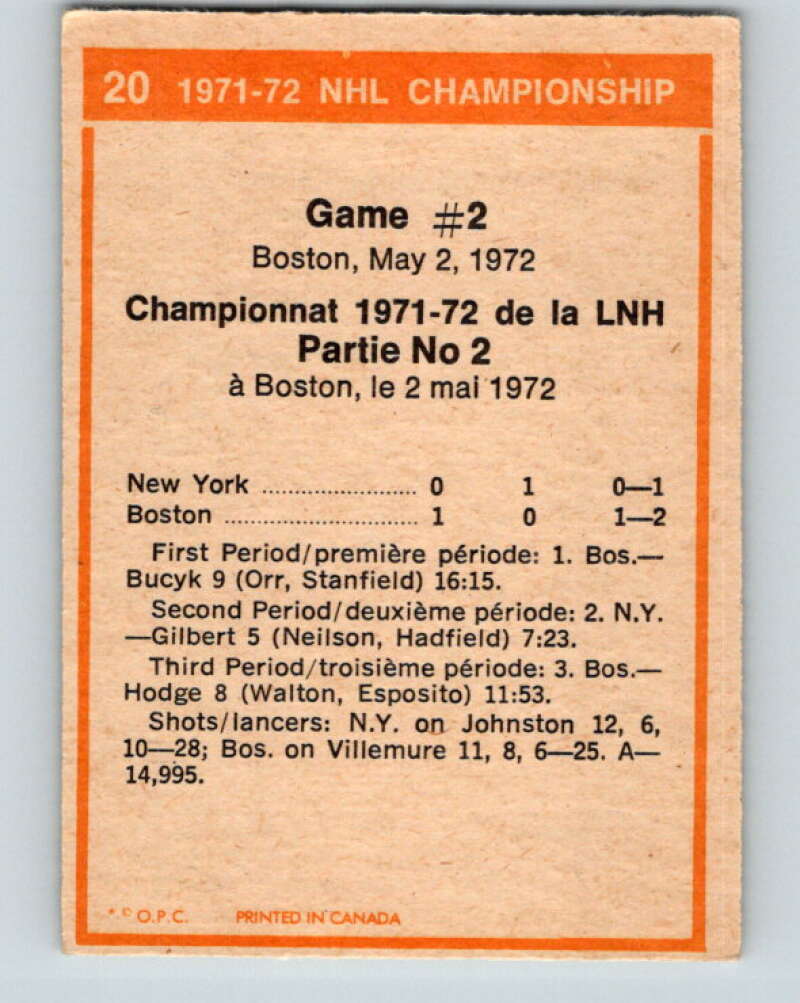 20 1971-72 NHL CHAMPIONSHIP
Game #2
Boston, May 2, 1972
Championnat 1971-72 de la LNH
Partie No 2
à Boston, le 2 mai 1972
New York ........................ 0 1 0—1
Boston ............................. 1 0 1—2
First Period/première période: 1. Bos.—
Bucyk 9 (Orr, Stanfield) 16:15.
Second Period/deuxième période: 2. N.Y.
—Gilbert 5 (Neilson, Hadfield) 7:23.
Third Period/troisième période: 3. Bos.—
Hodge 8 (Walton, Esposito) 11:53.
Shots/lancers: N.Y. on Johnston 12, 6,
10—28; Bos. on Villemure 11, 8, 6—25. A—
14,995.
* © O.P.C. PRINTED IN CANADA